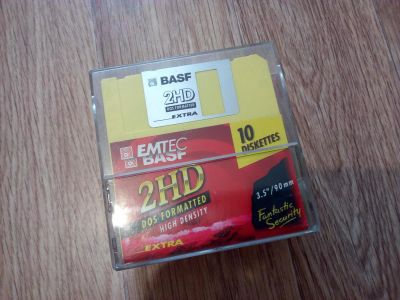 BASF
2HD
DOS FORMATTED
EXTRA
10
DISKETTES
EMTEC
BASF
2HD
DOS FORMATTED
HIGH DENSITY
EXTRA
3.5"/90mm
Fantastic
Security